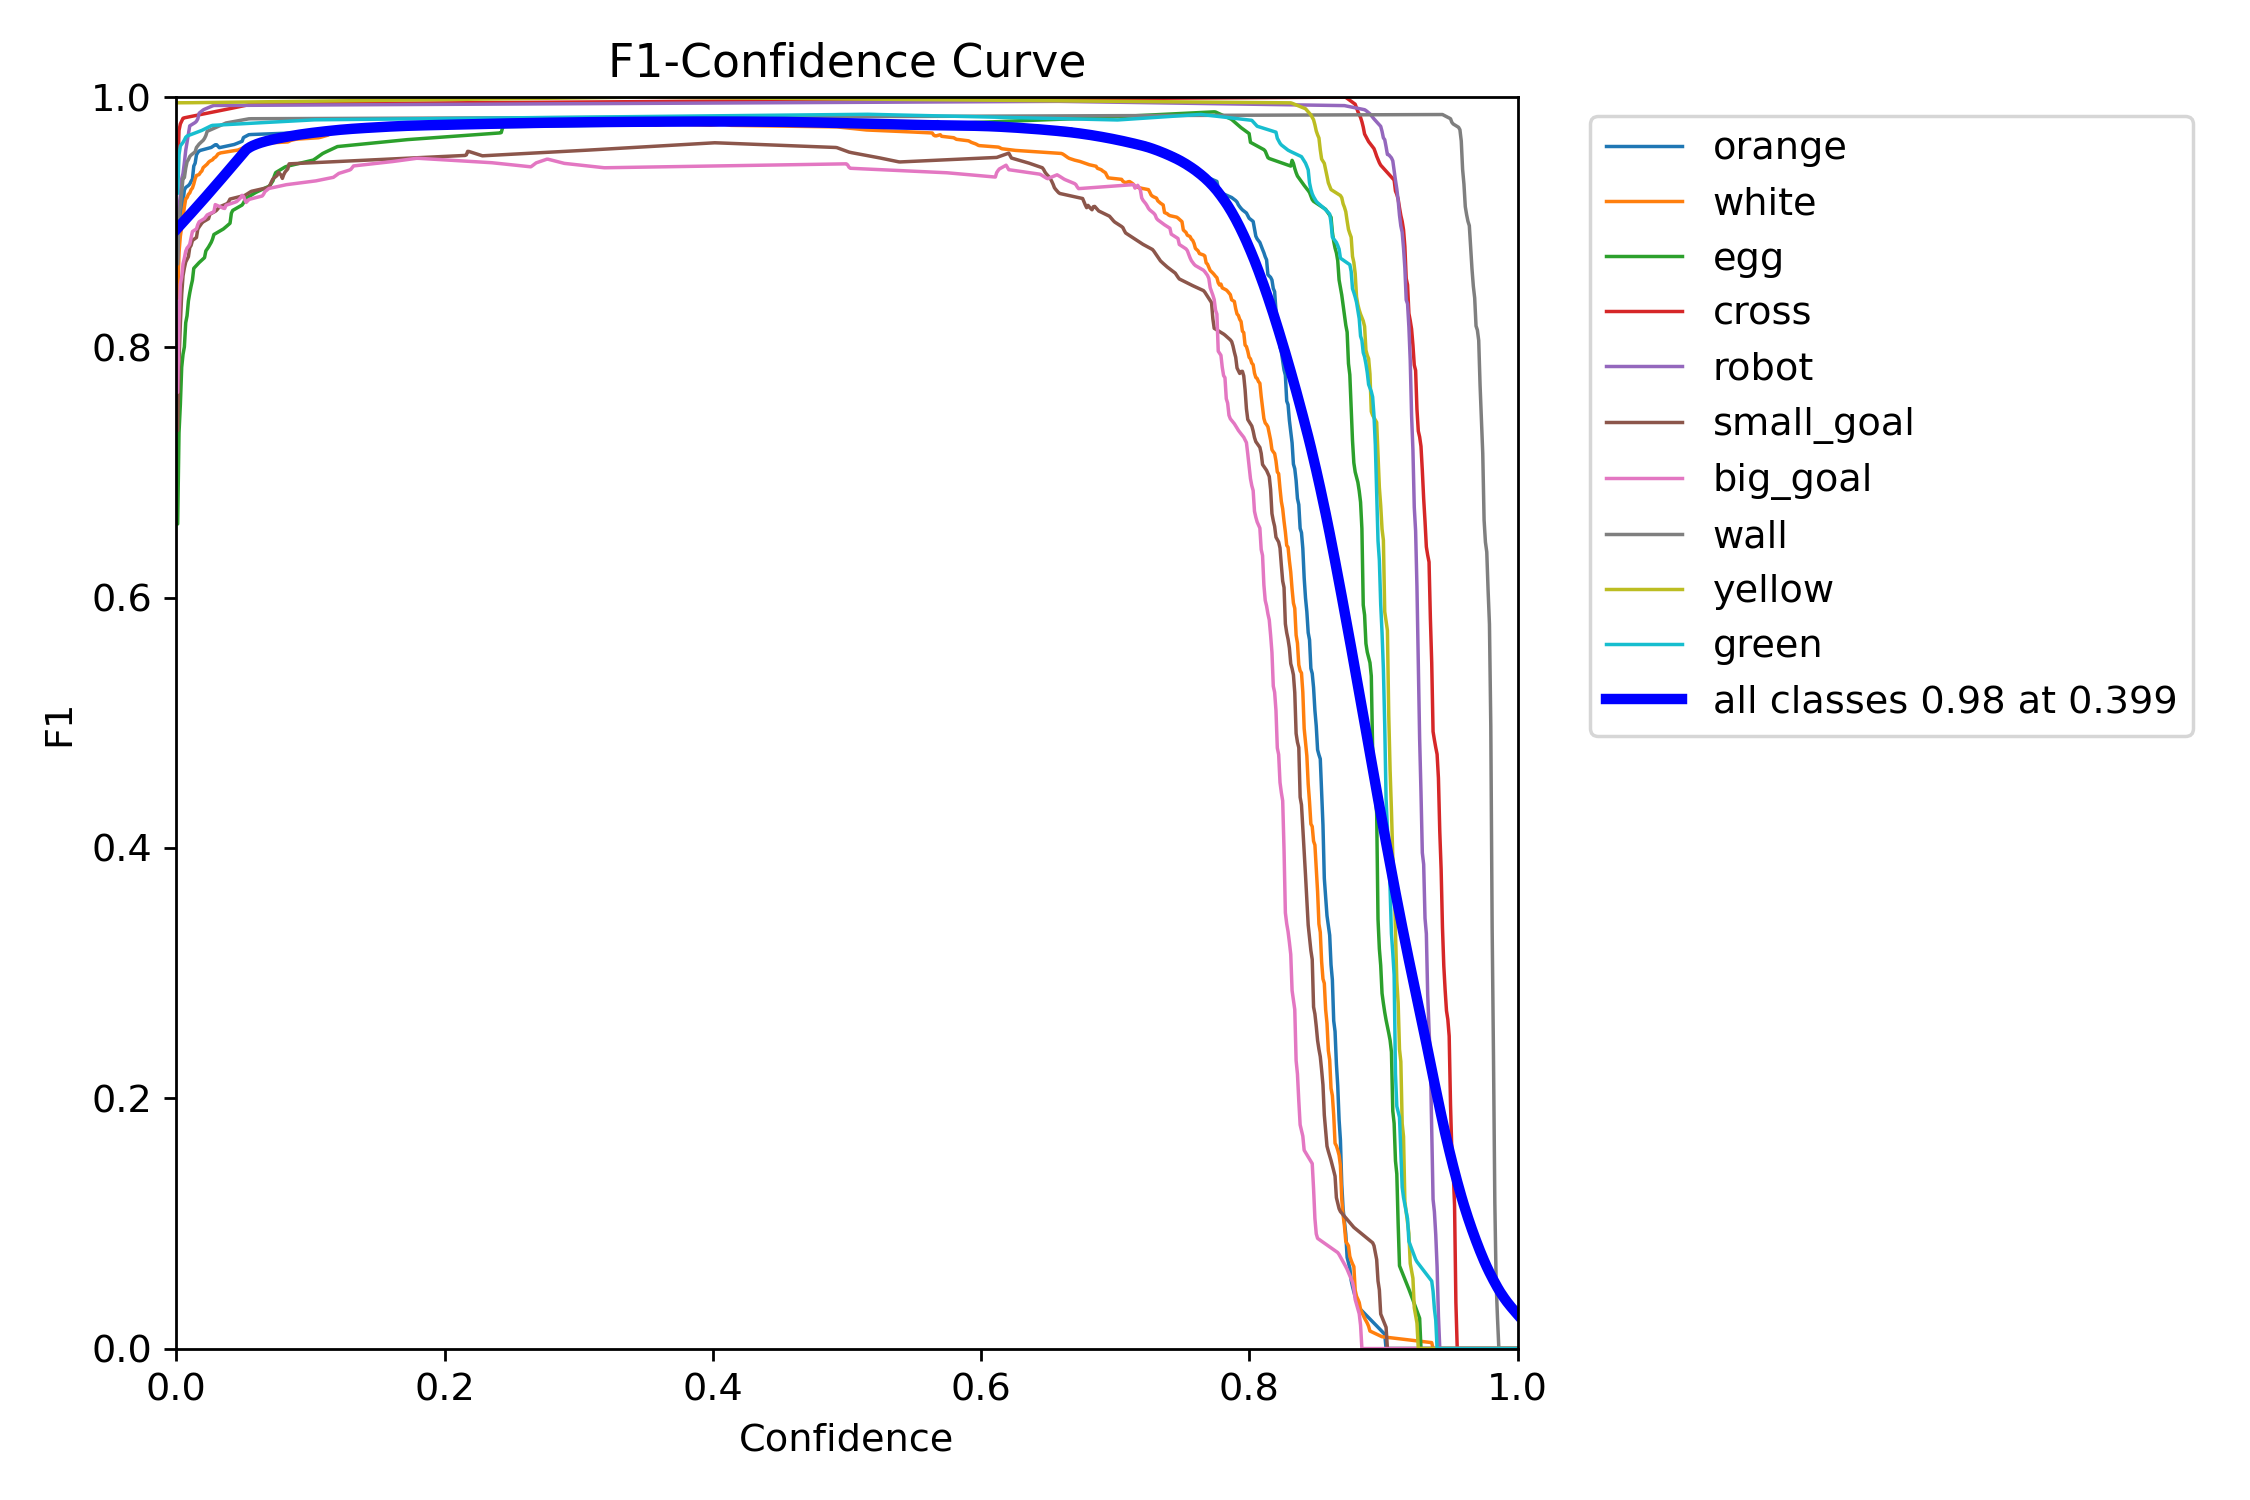 F1-Confidence Curve
1.0
0.8
0.6
0.4
0.2
0.0
F1
0.0 0.2 0.4 0.6 0.8 1.0
Confidence
orange
white
egg
cross
robot
small_goal
big_goal
wall
yellow
green
all classes 0.98 at 0.399